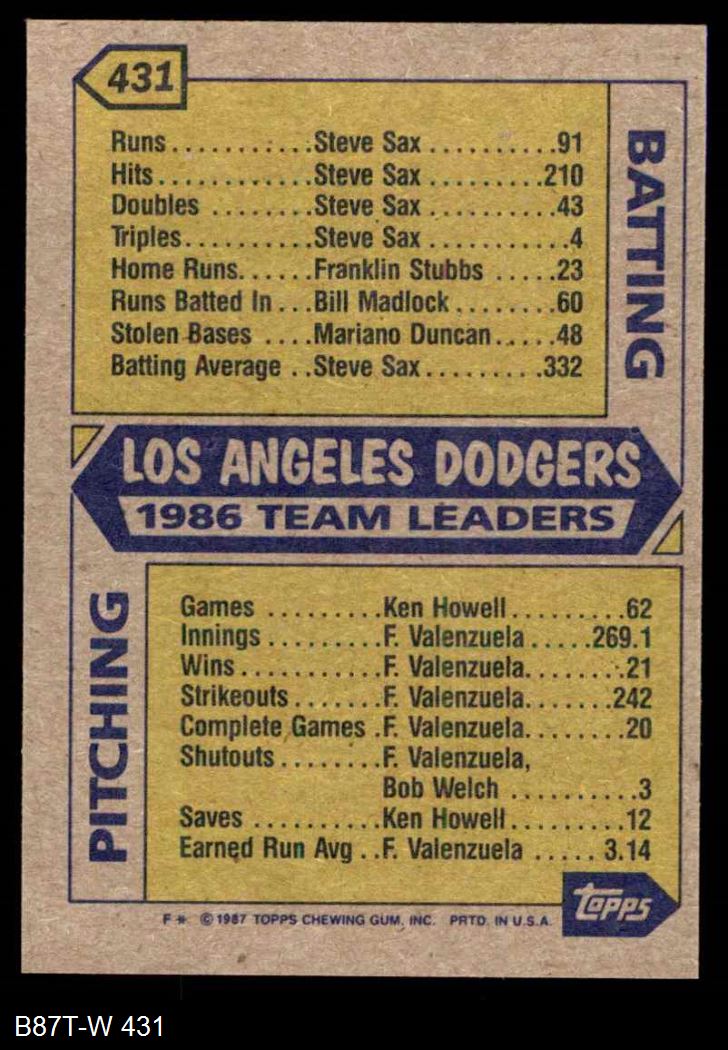 431
BATTING
Runs...........Steve Sax..........91
Hits............Steve Sax.........210
Doubles ........Steve Sax.........43
Triples..........Steve Sax..........4
Home Runs......Franklin Stubbs .....23
Runs Batted In ...Bill Madlock........60
Stolen Bases ....Mariano Duncan.....48
Batting Average ..Steve Sax.........332
LOS ANGELES DODGERS
1986 TEAM LEADERS
PITCHING
Games .........Ken Howell.........62
Innings .........F. Valenzuela .....269.1
Wins...........F. Valenzuela.......21
Strikeouts.......F. Valenzuela......242
Complete Games .F. Valenzuela.......20
Shutouts........F. Valenzuela,
Bob Welch ..........3
Saves ..........Ken Howell.........12
Earned Run Avg ..F. Valenzuela ..... 3.14
Topps
F * © 1987 TOPPS CHEWING GUM, INC. PRTD. IN U.S.A.
B87T-W 431